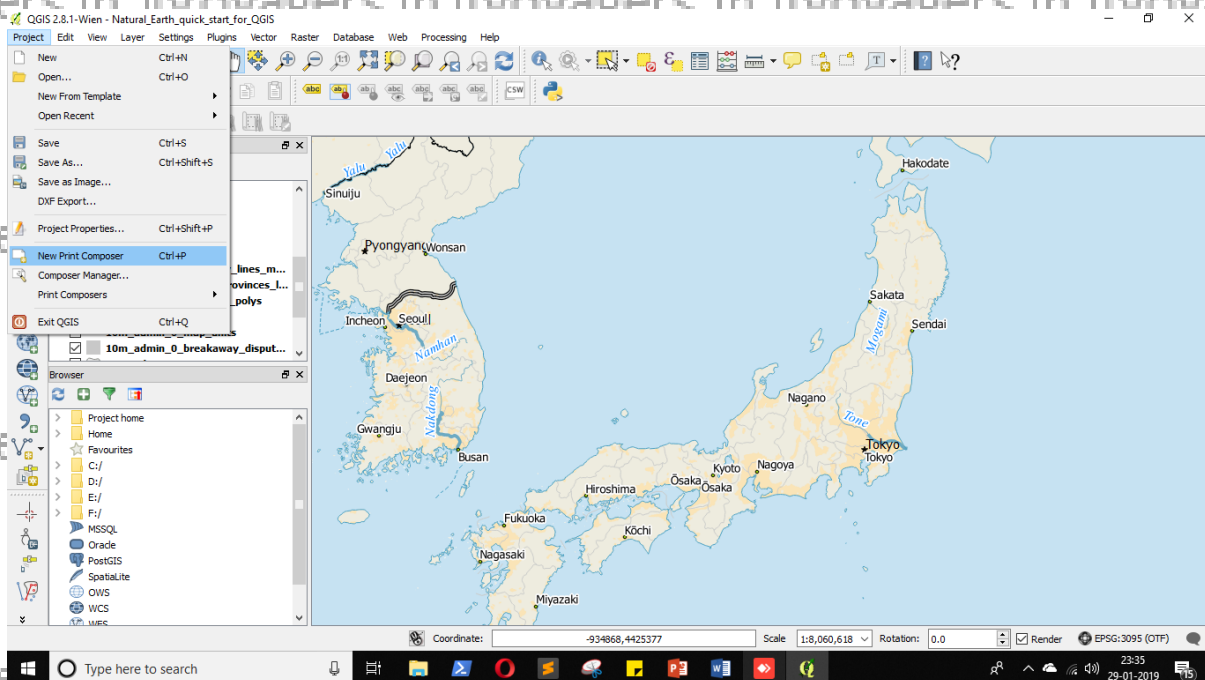 QGIS 2.8.1-Wien - Natural_Earth_quick_start_for_QGIS
Project Edit View Layer Settings Plugins Vector Raster Database Web Processing Help
New Ctrl+N
Open... Ctrl+O
New From Template
Open Recent
Save Ctrl+S
Save As... Ctrl+Shift+S
Save as Image...
DXF Export...
Project Properties... Ctrl+Shift+P
New Print Composer Ctrl+P
Composer Manager...
Print Composers
Exit QGIS Ctrl+Q
abc
CSW
_lines_m...
rovinces_l...
_polys
10m_admin_0_breakaway_disput...
Browser
Project home
Home
Favourites
C:/
D:/
E:/
F:/
MSSQL
Oracle
PostGIS
SpatiaLite
OWS
WCS
Yalu
Yalu
Sinuiju
Hakodate
Pyongyang
Wonsan
Sakata
Incheon
Seoul
Sendai
Mogami
Namhan
Daejeon
Nagano
Nakdong
Gwangju
Tone
Tokyo
Tokyo
Busan
Kyoto
Nagoya
Ōsaka
Ōsaka
Hiroshima
Fukuoka
Kōchi
Nagasaki
Miyazaki
Coordinate: -934868,4425377 Scale 1:8,060,618 Rotation: 0.0 Render EPSG:3095 (OTF)
Type here to search
23:35
29-01-2019
15